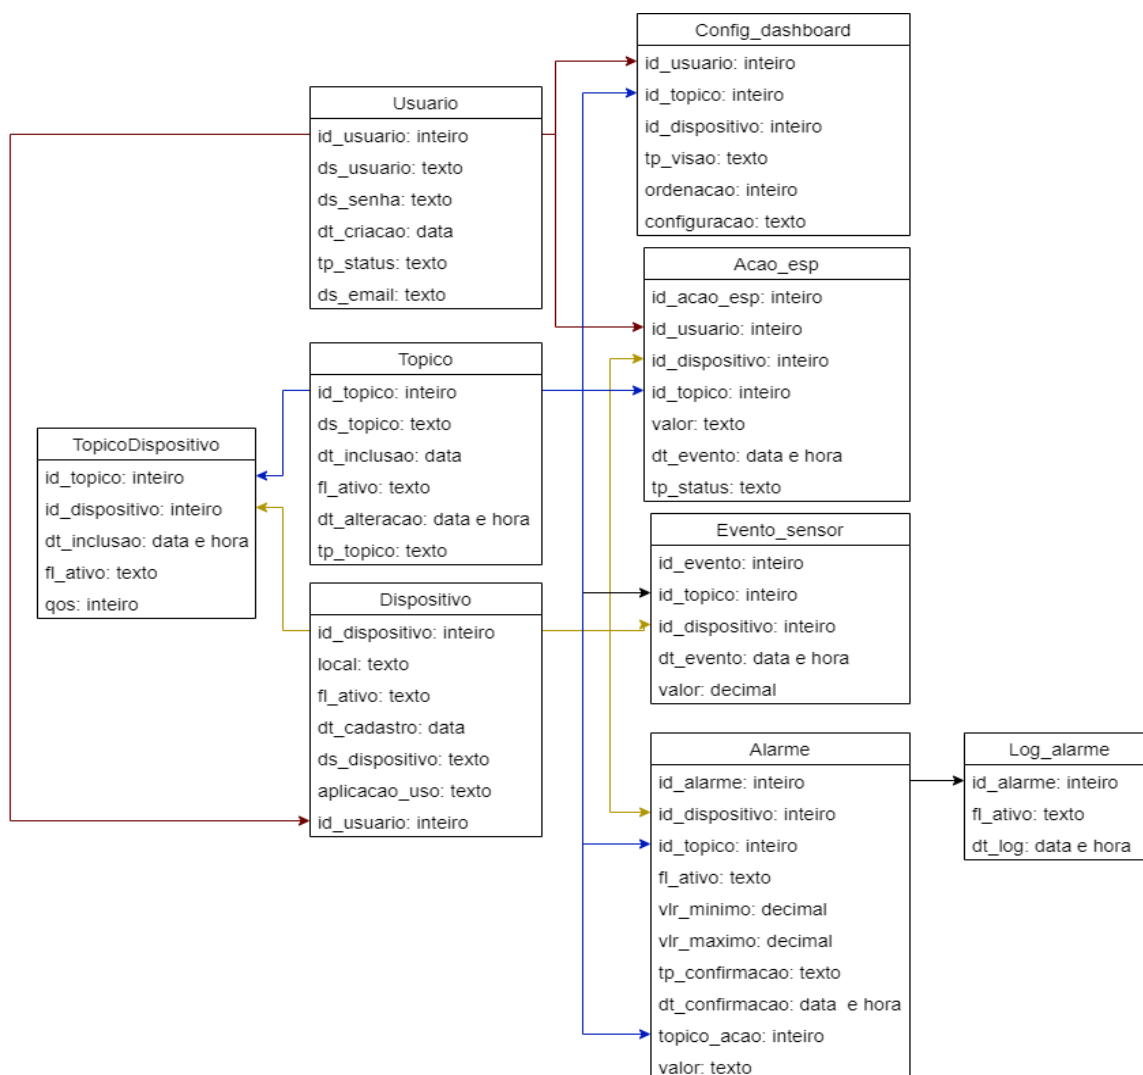 Config_dashboard
id_usuario: inteiro
id_topico: inteiro
id_dispositivo: inteiro
tp_visao: texto
ordenacao: inteiro
configuracao: texto
Usuario
id_usuario: inteiro
ds_usuario: texto
ds_senha: texto
dt_criacao: data
tp_status: texto
ds_email: texto
Acao_esp
id_acao_esp: inteiro
id_usuario: inteiro
id_dispositivo: inteiro
id_topico: inteiro
valor: texto
dt_evento: data e hora
tp_status: texto
Topico
id_topico: inteiro
ds_topico: texto
dt_inclusao: data
fl_ativo: texto
dt_alteracao: data e hora
tp_topico: texto
TopicoDispositivo
id_topico: inteiro
id_dispositivo: inteiro
dt_inclusao: data e hora
fl_ativo: texto
qos: inteiro
Evento_sensor
id_evento: inteiro
id_topico: inteiro
id_dispositivo: inteiro
dt_evento: data e hora
valor: decimal
Dispositivo
id_dispositivo: inteiro
local: texto
fl_ativo: texto
dt_cadastro: data
ds_dispositivo: texto
aplicacao_uso: texto
id_usuario: inteiro
Alarme
id_alarme: inteiro
id_dispositivo: inteiro
id_topico: inteiro
fl_ativo: texto
vlr_minimo: decimal
vlr_maximo: decimal
tp_confirmacao: texto
dt_confirmacao: data  e hora
topico_acao: inteiro
valor: texto
Log_alarme
id_alarme: inteiro
fl_ativo: texto
dt_log: data e hora